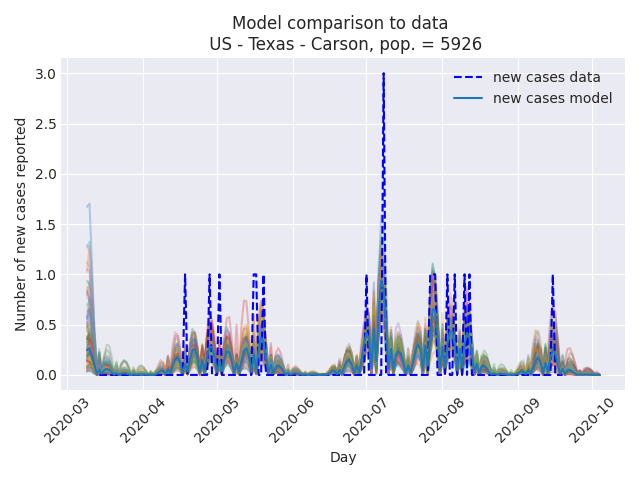 Model comparison to data
US - Texas - Carson, pop. = 5926
new cases data
new cases model
Number of new cases reported
3.0
2.5
2.0
1.5
1.0
0.5
0.0
2020-03
2020-04
2020-05
2020-06
2020-07
2020-08
2020-09
2020-10
Day